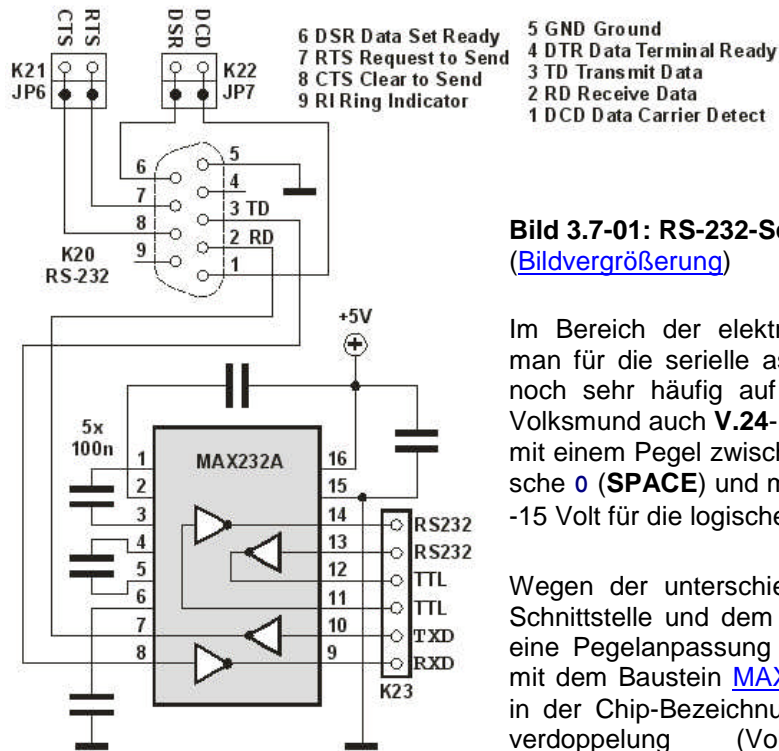 CTS RTS DSR DCD
K21 JP6
K22 JP7
6 DSR Data Set Ready
7 RTS Request to Send
8 CTS Clear to Send
9 RI Ring Indicator
5 GND Ground
4 DTR Data Terminal Ready
3 TD Transmit Data
2 RD Receive Data
1 DCD Data Carrier Detect
6
7
8
9
5
4
3 TD
2 RD
1
K20
RS-232
+5V
5x
100n
MAX232A
1
2
3
4
5
6
7
8
16
15
14
13
12
11
10
9
RS232
RS232
TTL
TTL
TXD
RXD
K23
Bild 3.7-01: RS-232-S
(Bildvergrößerung)
Im Bereich der elektr
man für die serielle as
noch sehr häufig auf
Volksmund auch V.24-
mit einem Pegel zwisch
sche 0 (SPACE) und m
-15 Volt für die logische
Wegen der unterschie
Schnittstelle und dem
eine Pegelanpassung
mit dem Baustein MAX
in der Chip-Bezeichnu
verdoppelung (Vo